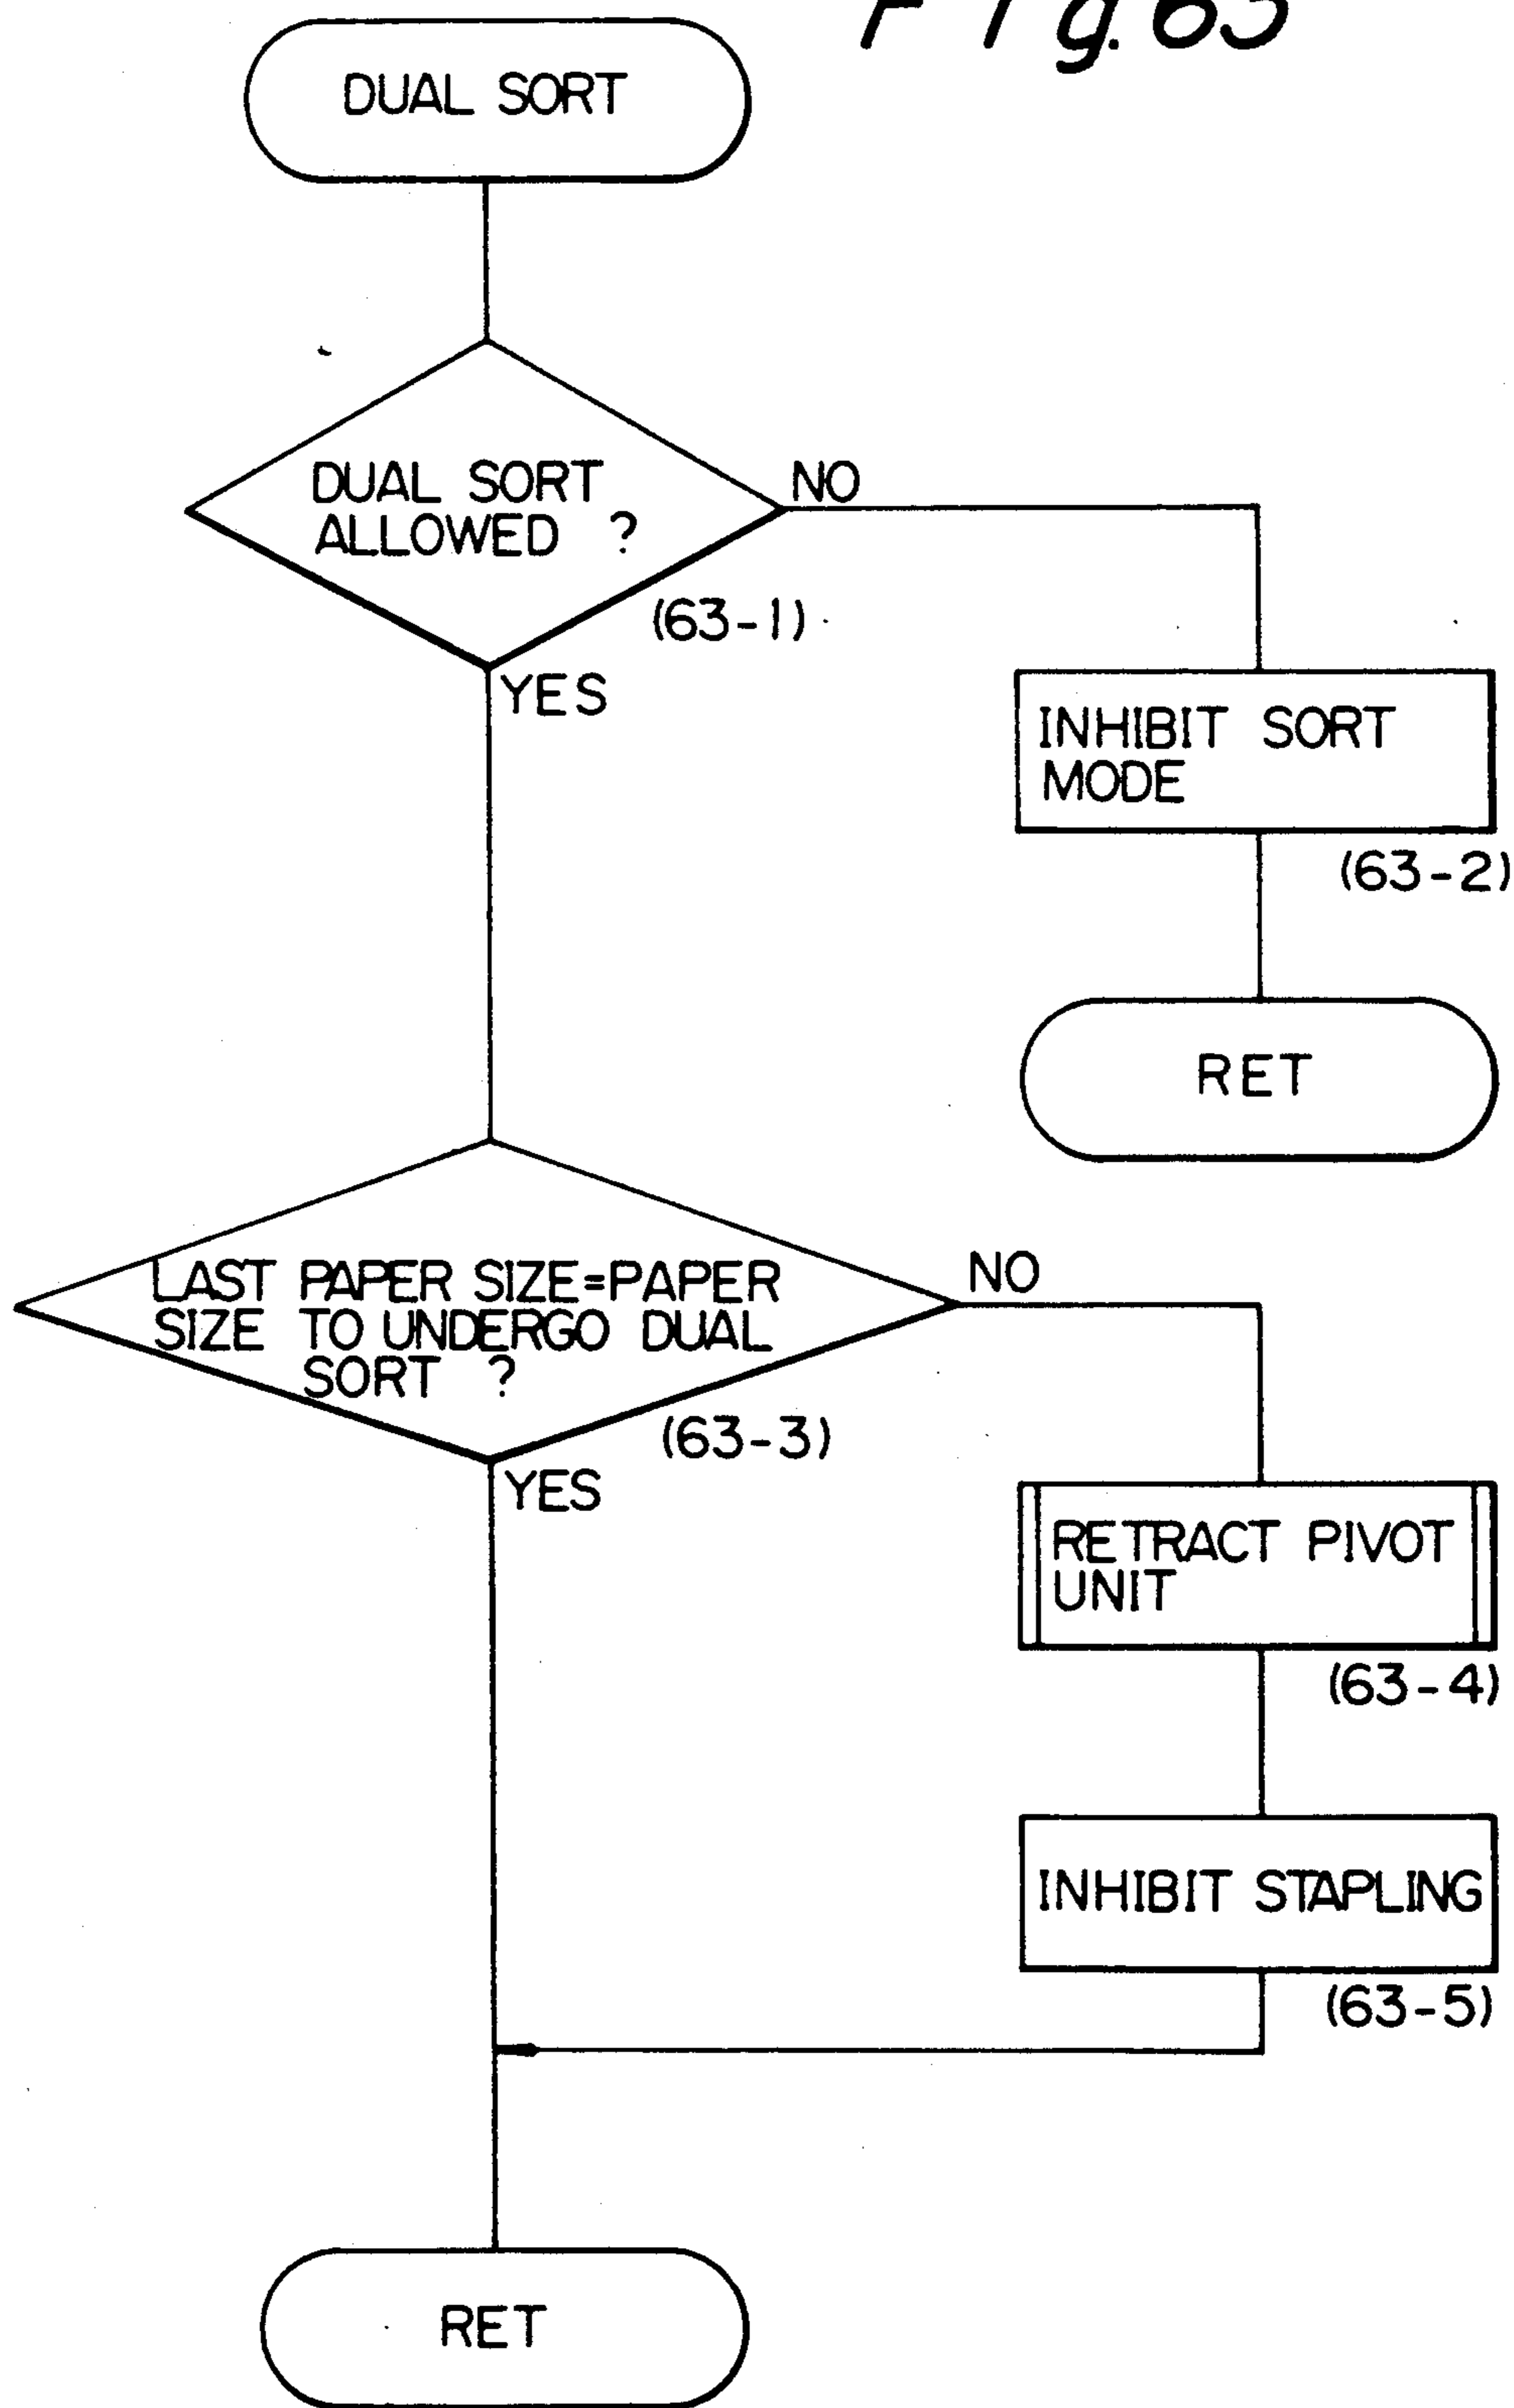 Fig. 63
DUAL SORT
DUAL SORT
ALLOWED ?
NO
(63-1)
YES
INHIBIT SORT
MODE
(63-2)
RET
LAST PAPER SIZE=PAPER
SIZE TO UNDERGO DUAL
SORT ?
NO
(63-3)
YES
RETRACT PIVOT
UNIT
(63-4)
INHIBIT STAPLING
(63-5)
RET